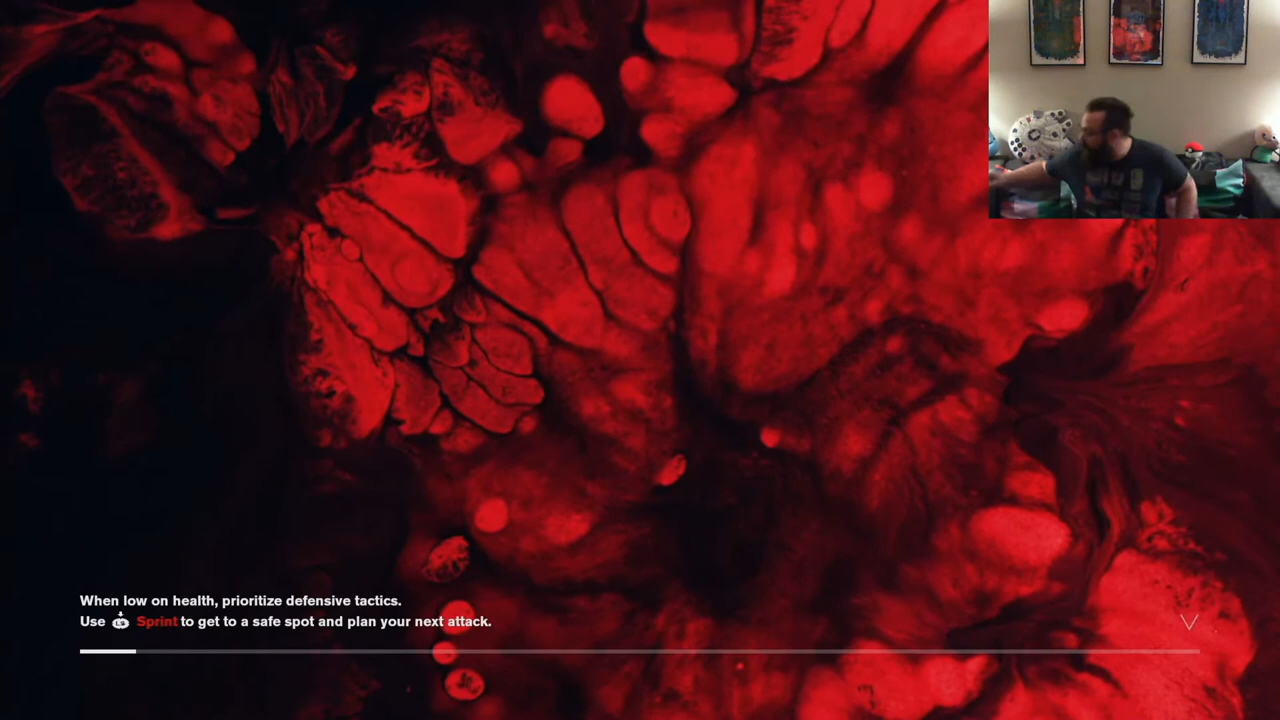 When low on health, prioritize defensive tactics.
Use Sprint to get to a safe spot and plan your next attack.